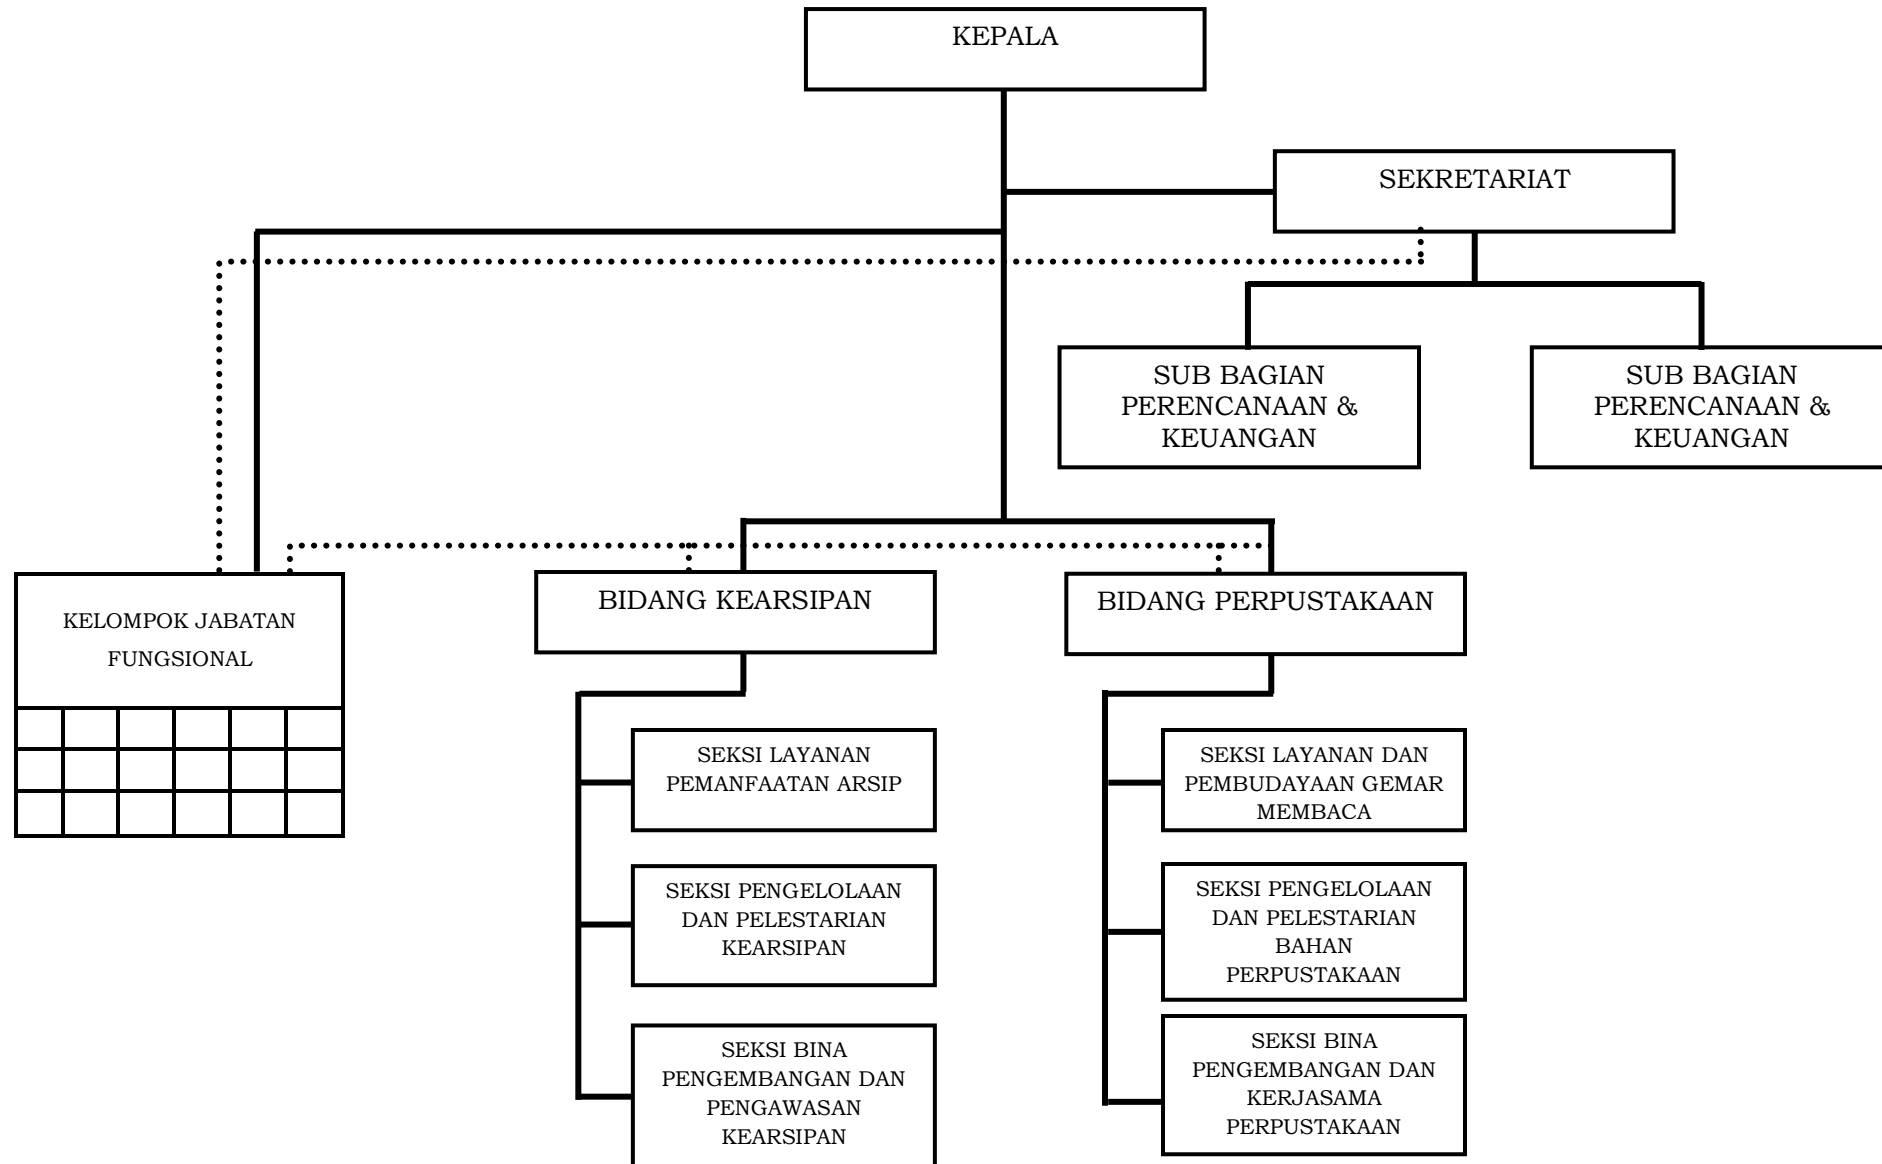 KEPALA
SEKRETARIAT
SUB BAGIAN
PERENCANAAN &
KEUANGAN
SUB BAGIAN
PERENCANAAN &
KEUANGAN
KELOMPOK JABATAN
FUNGSIONAL
BIDANG KEARSIPAN
BIDANG PERPUSTAKAAN
SEKSI LAYANAN
PEMANFAATAN ARSIP
SEKSI PENGELOLAAN
DAN PELESTARIAN
KEARSIPAN
SEKSI BINA
PENGEMBANGAN DAN
PENGAWASAN
KEARSIPAN
SEKSI LAYANAN DAN
PEMBUDAYAAN GEMAR
MEMBACA
SEKSI PENGELOLAAN
DAN PELESTARIAN
BAHAN
PERPUSTAKAAN
SEKSI BINA
PENGEMBANGAN DAN
KERJASAMA
PERPUSTAKAAN